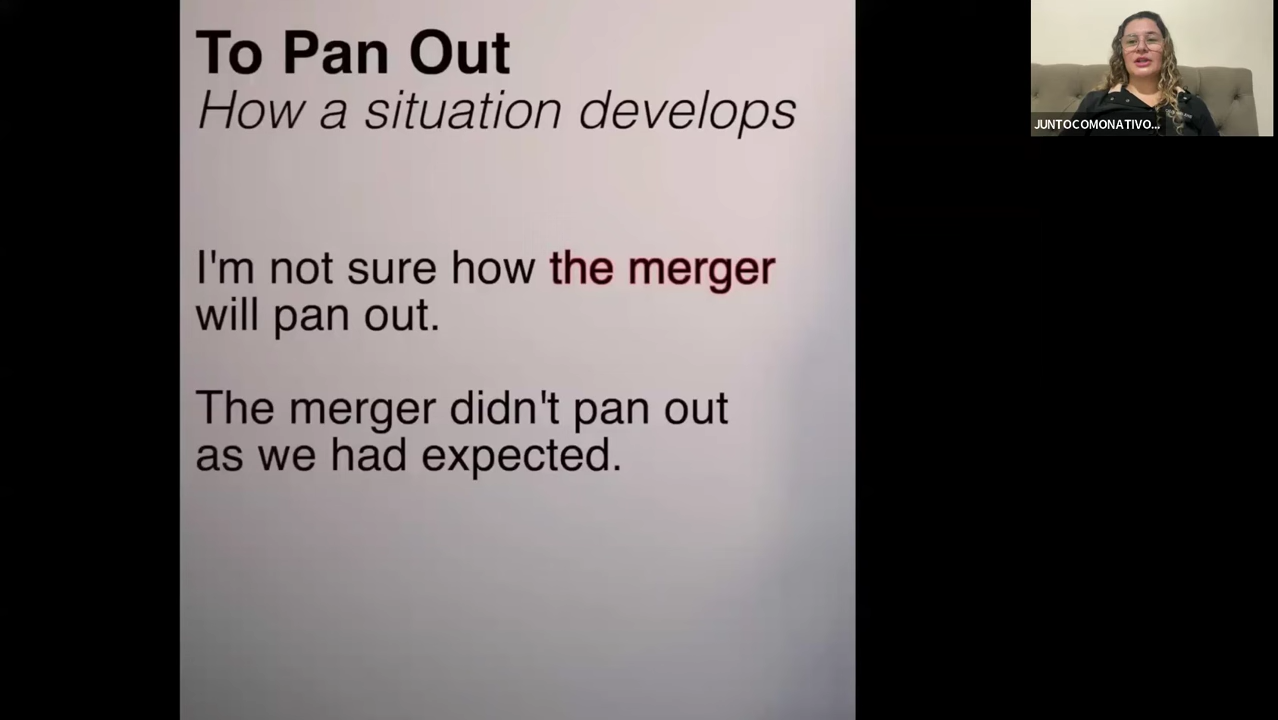 To Pan Out
How a situation develops
I'm not sure how the merger
will pan out.
The merger didn't pan out
as we had expected.
JUNTOCOMONATIVO...